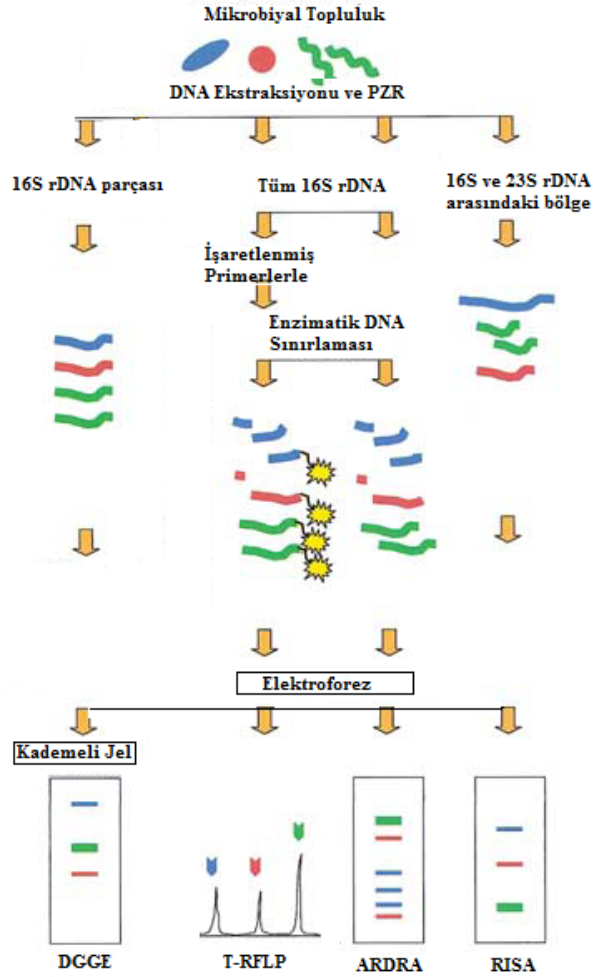 Mikrobiyal Topluluk
DNA Ekstraksiyonu ve PZR
16S rDNA parçası
Tüm 16S rDNA
16S ve 23S rDNA
arasındaki bölge
İşaretlenmiş
Primerlerle
Enzimatik DNA
Sınırlaması
Elektroforez
Kademeli Jel
DGGE
T-RFLP
ARDRA
RISA